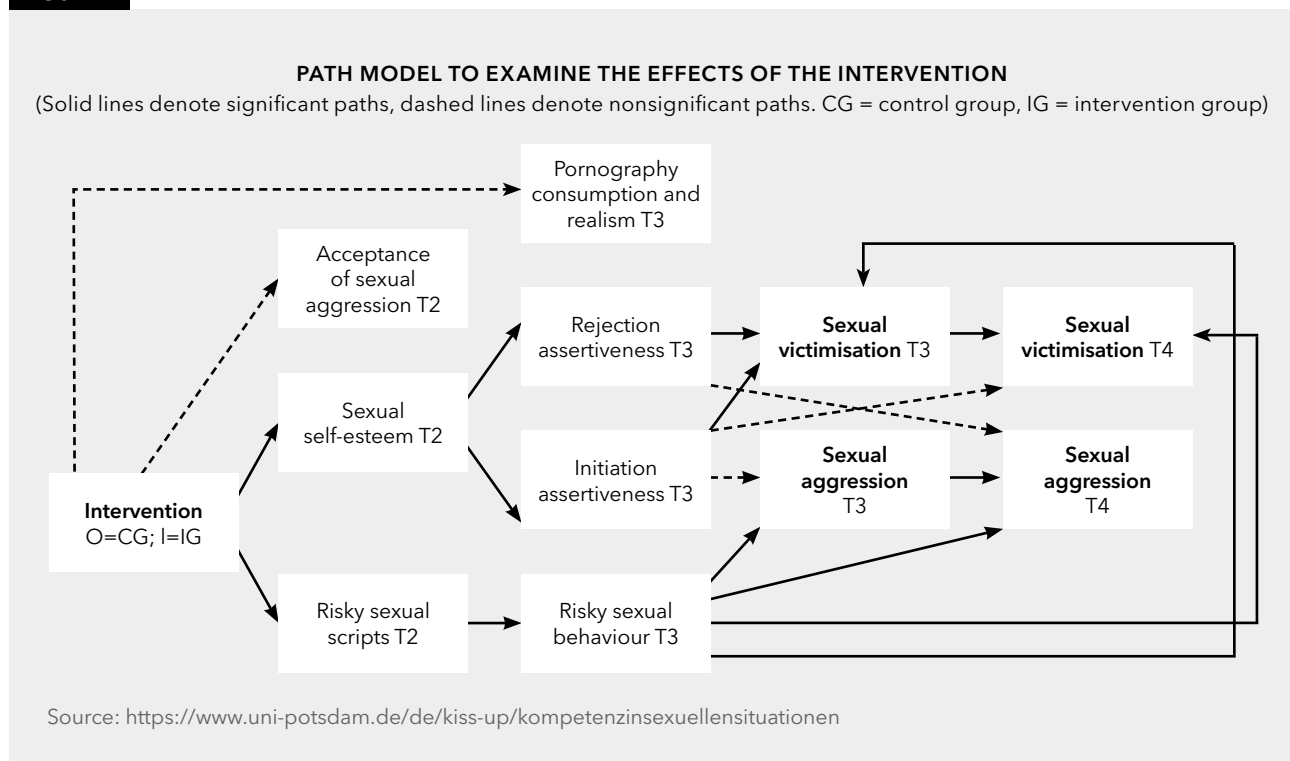 PATH MODEL TO EXAMINE THE EFFECTS OF THE INTERVENTION
(Solid lines denote significant paths, dashed lines denote nonsignificant paths. CG = control group, IG = intervention group)
Pornography
consumption and
realism T3
Acceptance
of sexual
aggression T2
Rejection
assertiveness T3
Sexual
victimisation T3
Sexual
victimisation T4
Sexual
self-esteem T2
Initiation
assertiveness T3
Sexual
aggression
T3
Sexual
aggression
T4
Intervention
O=CG; l=IG
Risky sexual
scripts T2
Risky sexual
behaviour T3
Source: https://www.uni-potsdam.de/de/kiss-up/kompetenzinsexuellensituationen